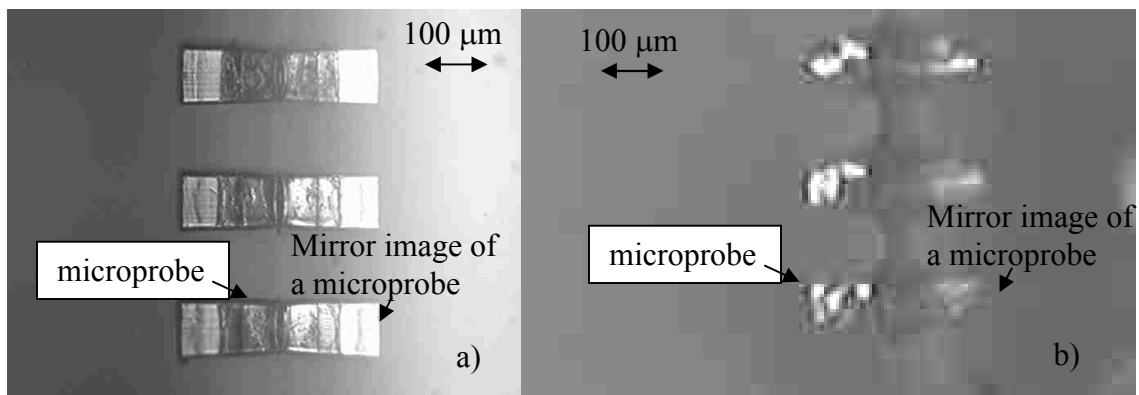 100 μm
microprobe
Mirror image of
a microprobe
a)
100 μm
microprobe
Mirror image of
a microprobe
b)